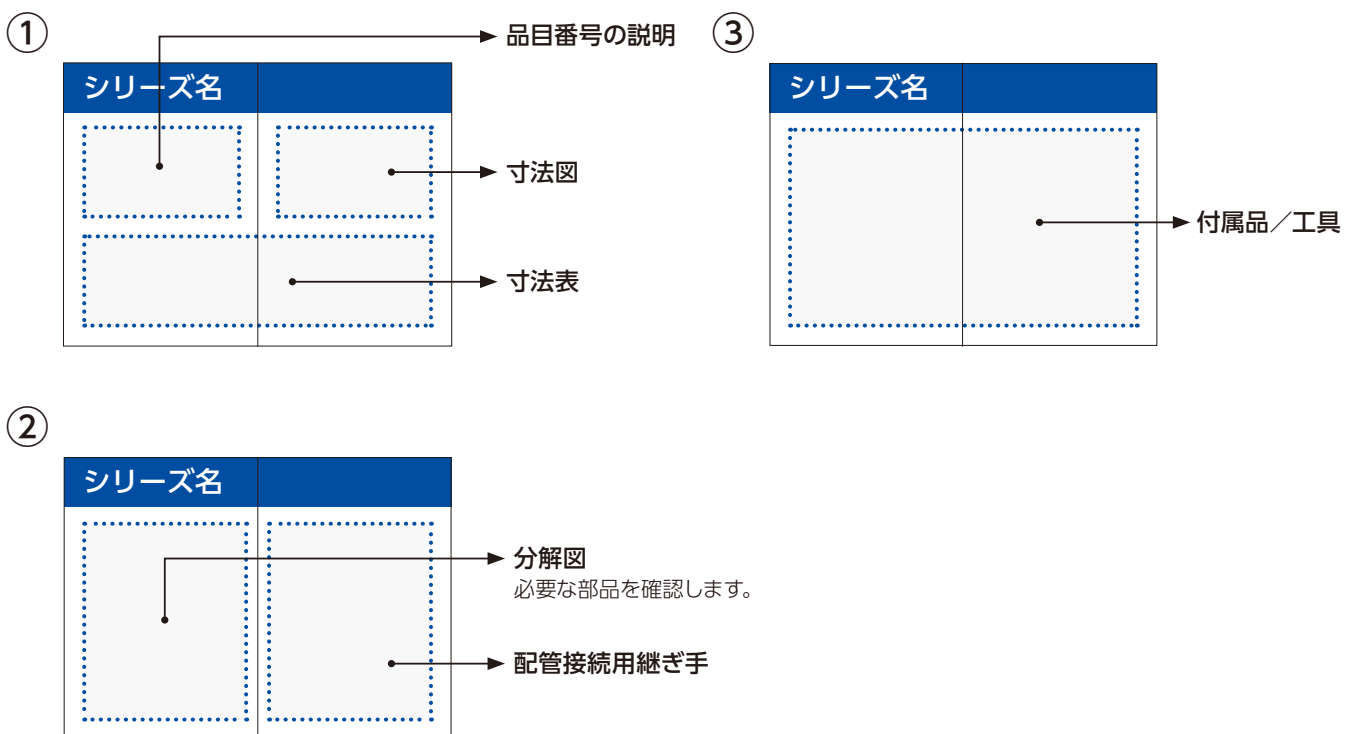 ①
品目番号の説明
シリーズ名
寸法図
寸法表
②
シリーズ名
分解図
必要な部品を確認します。
配管接続用継ぎ手
③
シリーズ名
付属品／工具